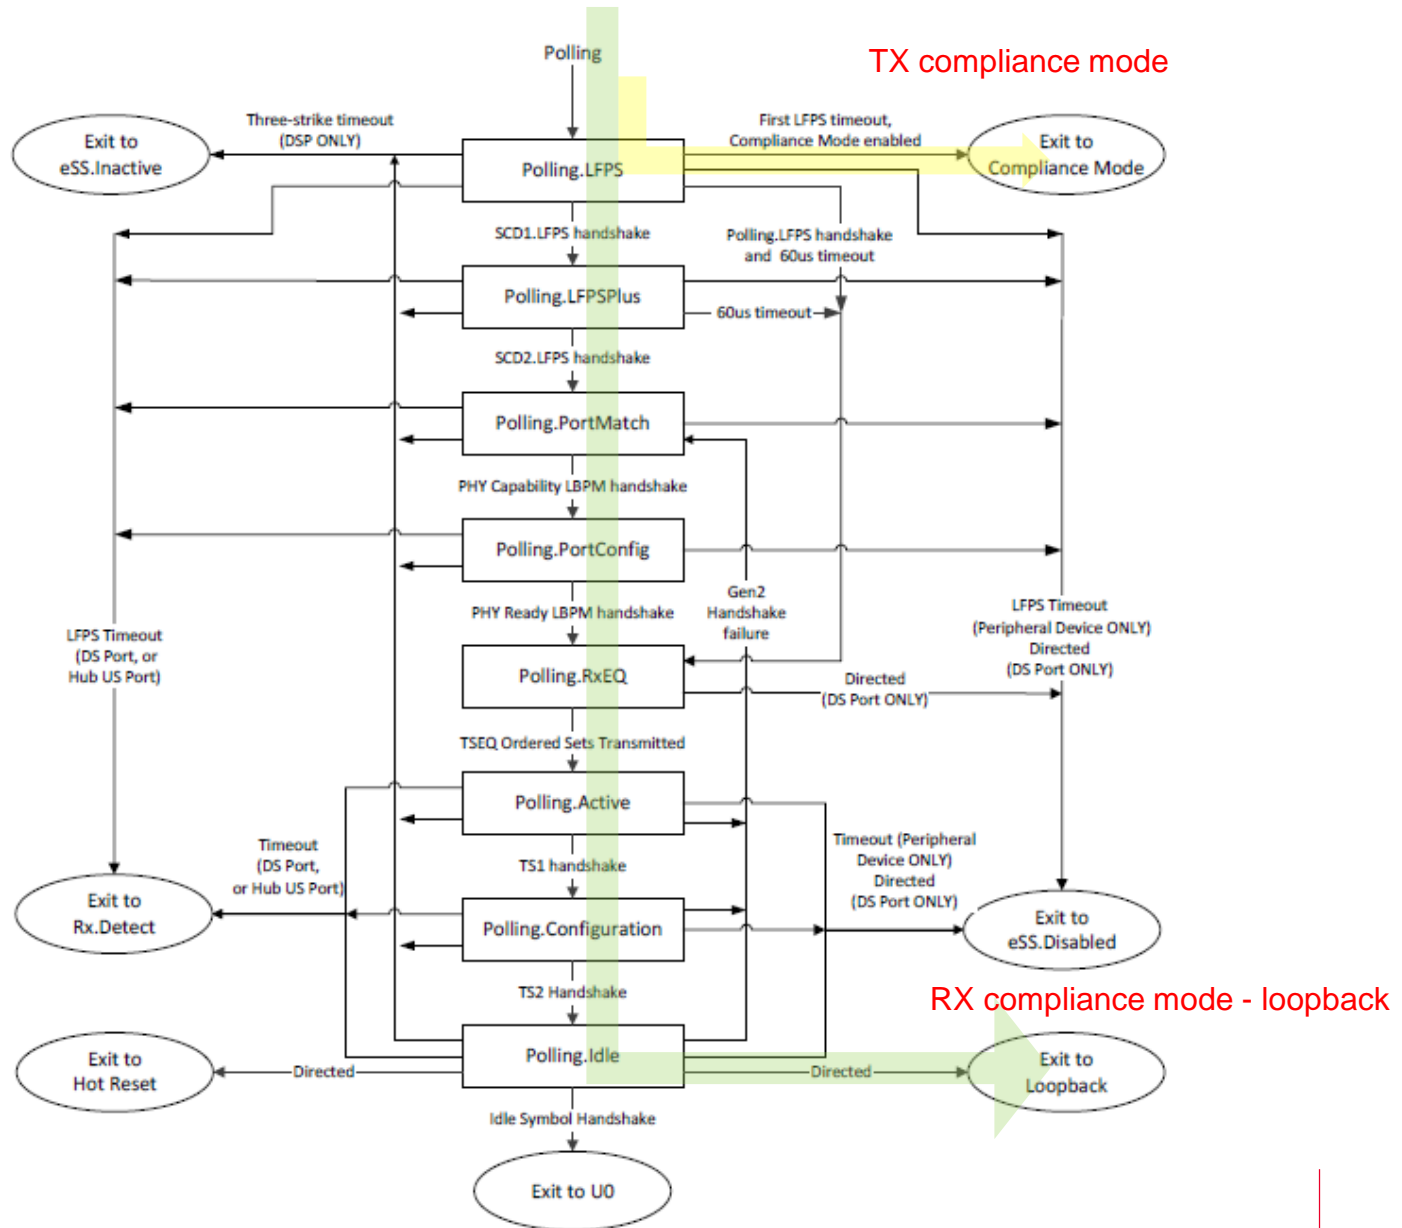 Polling
TX compliance mode
Three-strike timeout
(DSP ONLY)
First LFPS timeout,
Compliance Mode enabled
Exit to
eSS.Inactive
Polling.LFPS
Exit to
Compliance Mode
SCD1.LFPS handshake
Polling.LFPS handshake
and 60us timeout
Polling.LFPSPlus
60us timeout
SCD2.LFPS handshake
Polling.PortMatch
PHY Capability LBPM handshake
Polling.PortConfig
Gen2
Handshake
failure
PHY Ready LBPM handshake
LFPS Timeout
(DS Port, or
Hub US Port)
LFPS Timeout
(Peripheral Device ONLY)
Directed
(DS Port ONLY)
Polling.RxEQ
Directed
(DS Port ONLY)
TSEQ Ordered Sets Transmitted
Polling.Active
Timeout
(DS Port,
or Hub US Port)
TS1 handshake
Timeout (Peripheral
Device ONLY)
Directed
(DS Port ONLY)
Exit to
Rx.Detect
Polling.Configuration
Exit to
eSS.Disabled
TS2 Handshake
RX compliance mode - loopback
Exit to
Hot Reset
Directed
Polling.Idle
Directed
Exit to
Loopback
Idle Symbol Handshake
Exit to U0